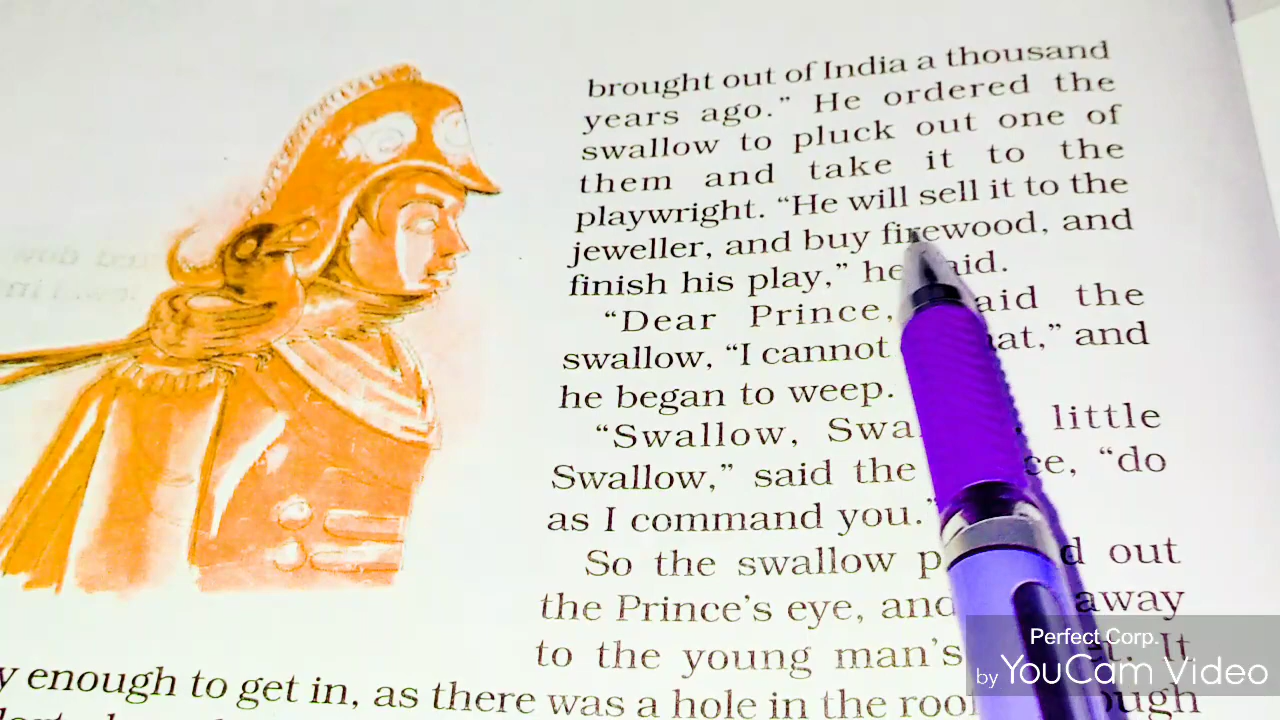 brought out of India a thousand
years ago." He ordered the
swallow to pluck out one of
them and take it to the
playwright. "He will sell it to the
jeweller, and buy firewood, and
finish his play," he said.
"Dear Prince, said the
swallow, "I cannot and
he began to weep.
"Swallow, little
Swallow," said the "do
as I command you."
So the swallow out
the Prince's eye, and away
to the young man's It
enough to get in, as there was a hole in the roof
Perfect Corp.
by YouCam Video